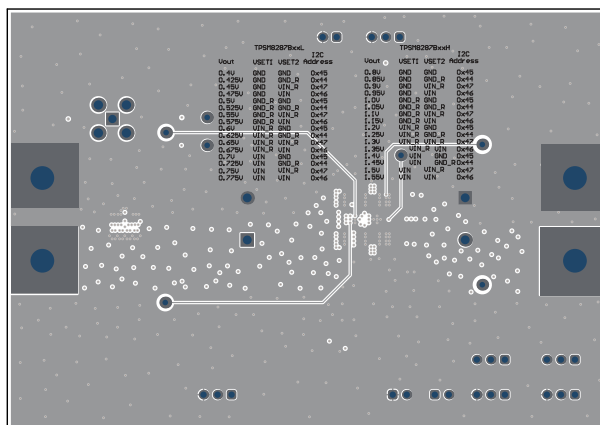 TPSM8287BxxL
I2C
Vout VSET1 VSET2 Address
0.4V GND GND 0x45
0.425V GND GND_R 0x44
0.45V GND VIN_R 0x47
0.475V GND VIN 0x46
0.5V GND_R GND 0x45
0.525V GND_R GND_R 0x44
0.55V GND_R VIN_R 0x47
0.575V GND_R VIN 0x46
0.6V VIN_R GND 0x45
0.625V VIN_R GND_R 0x44
0.65V VIN_R VIN_R 0x47
0.675V VIN_R VIN 0x46
0.7V VIN GND 0x45
0.725V VIN GND_R 0x44
0.75V VIN VIN_R 0x47
0.775V VIN VIN 0x46
TPSM8287BxxH
I2C
Vout VSET1 VSET2 Address
0.8V GND GND 0x45
0.85V GND GND_R 0x44
0.9V GND VIN_R 0x47
0.95V GND VIN 0x46
1.0V GND_R GND 0x45
1.05V GND_R GND_R 0x44
1.1V GND_R VIN_R 0x47
1.15V GND_R VIN 0x46
1.2V VIN_R GND 0x45
1.25V VIN_R GND_R 0x44
1.3V VIN_R VIN_R 0x47
1.35V VIN_R VIN 0x46
1.4V VIN GND 0x45
1.45V VIN GND_R 0x44
1.5V VIN VIN_R 0x47
1.55V VIN VIN 0x46